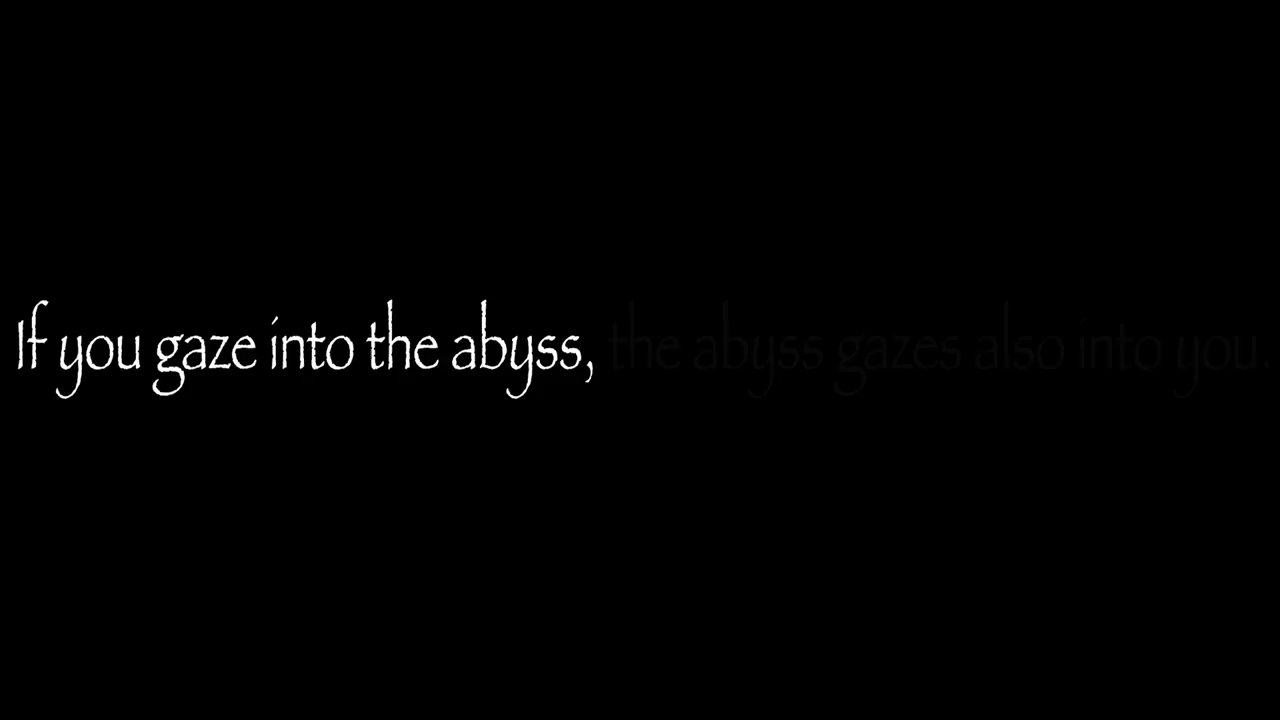 If you gaze into the abyss, the abyss gazes also into you.